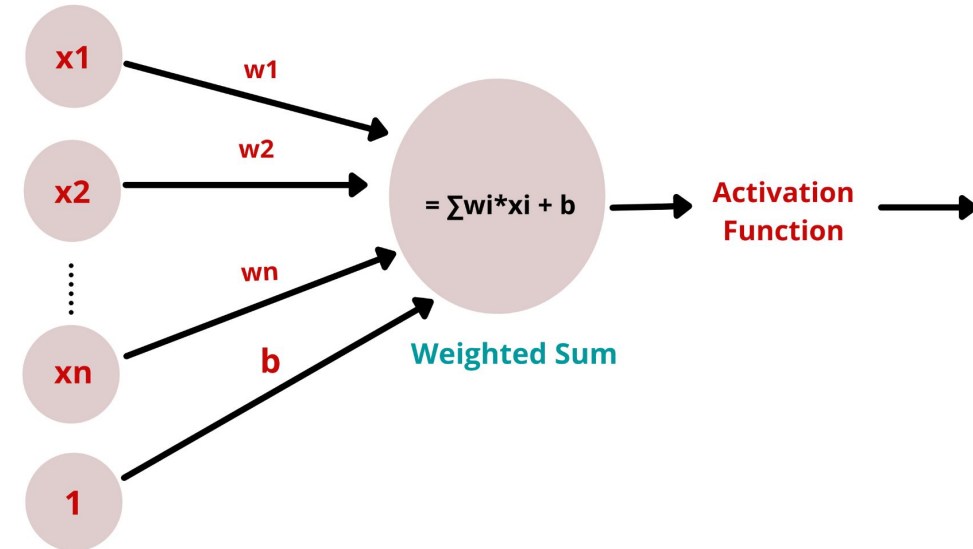 x1
w1
w2
x2
= ∑wi*xi + b
Activation
Function
wn
xn
b
Weighted Sum
1